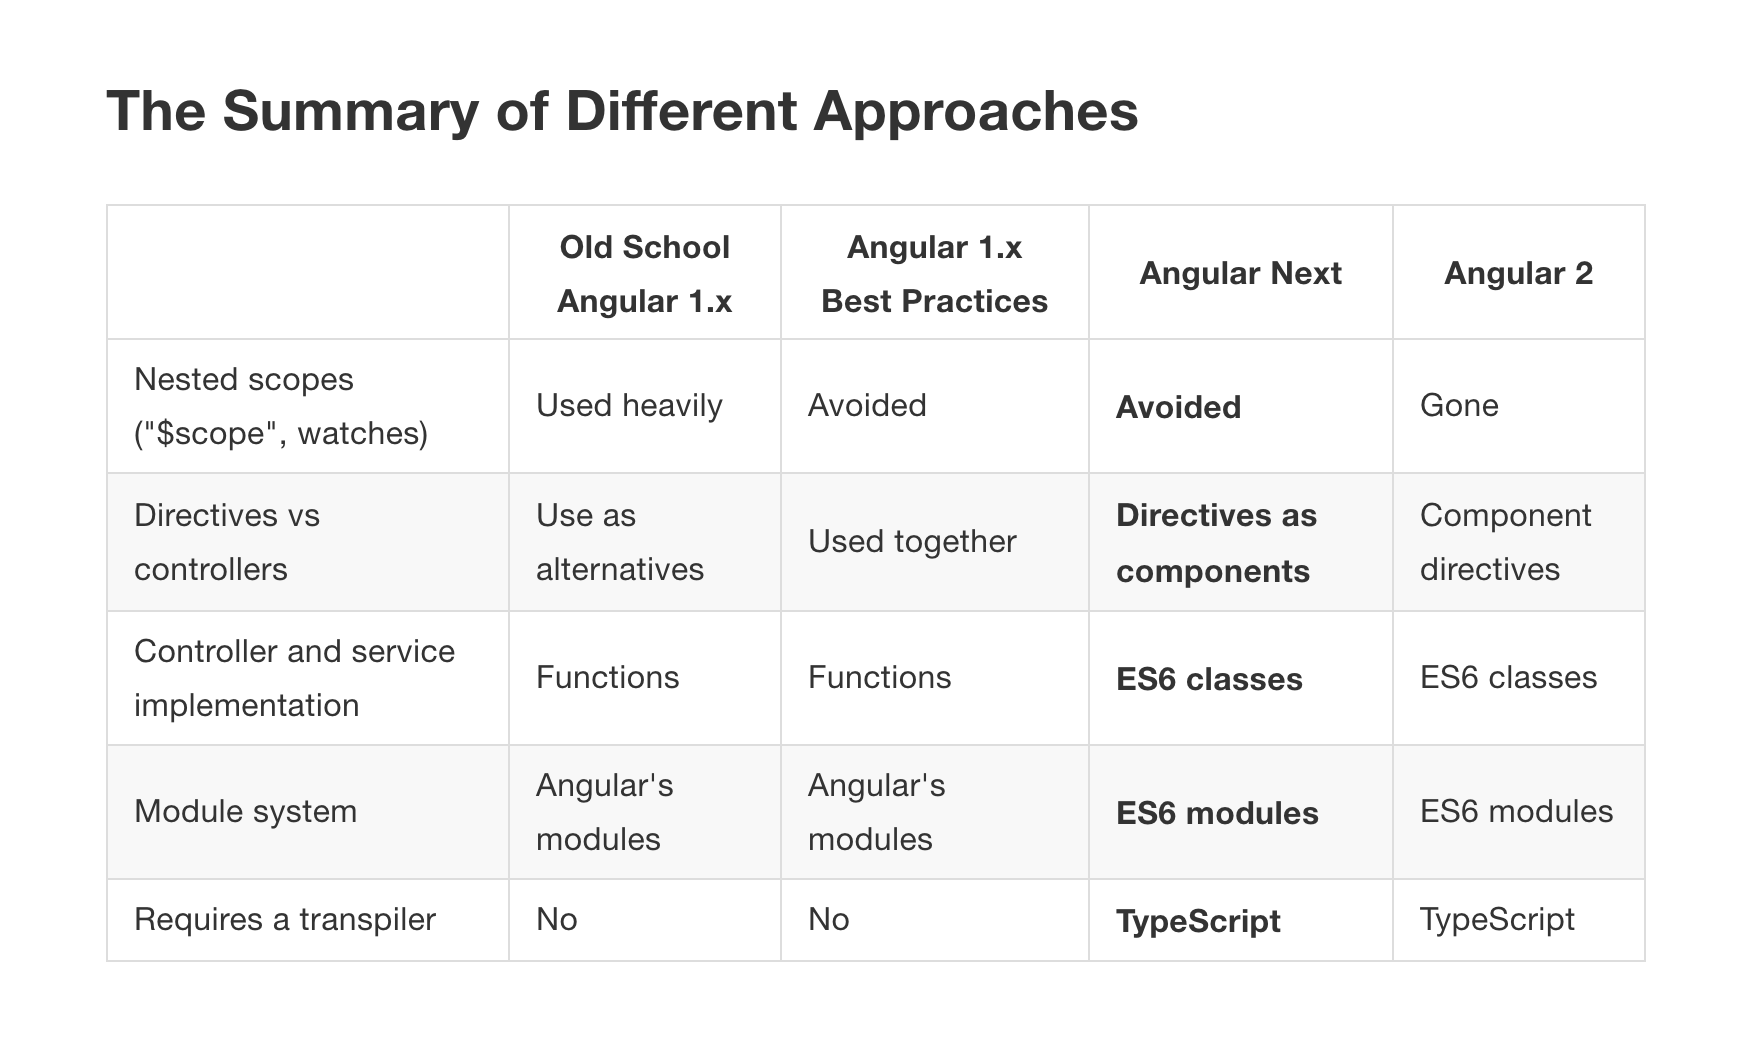 The Summary of Different Approaches
Old School
Angular 1.x
Angular 1.x
Best Practices
Angular Next
Angular 2
Nested scopes
("$scope", watches)
Used heavily
Avoided
Avoided
Gone
Directives vs
controllers
Use as
alternatives
Used together
Directives as
components
Component
directives
Controller and service
implementation
Functions
Functions
ES6 classes
ES6 classes
Module system
Angular's
modules
Angular's
modules
ES6 modules
ES6 modules
Requires a transpiler
No
No
TypeScript
TypeScript